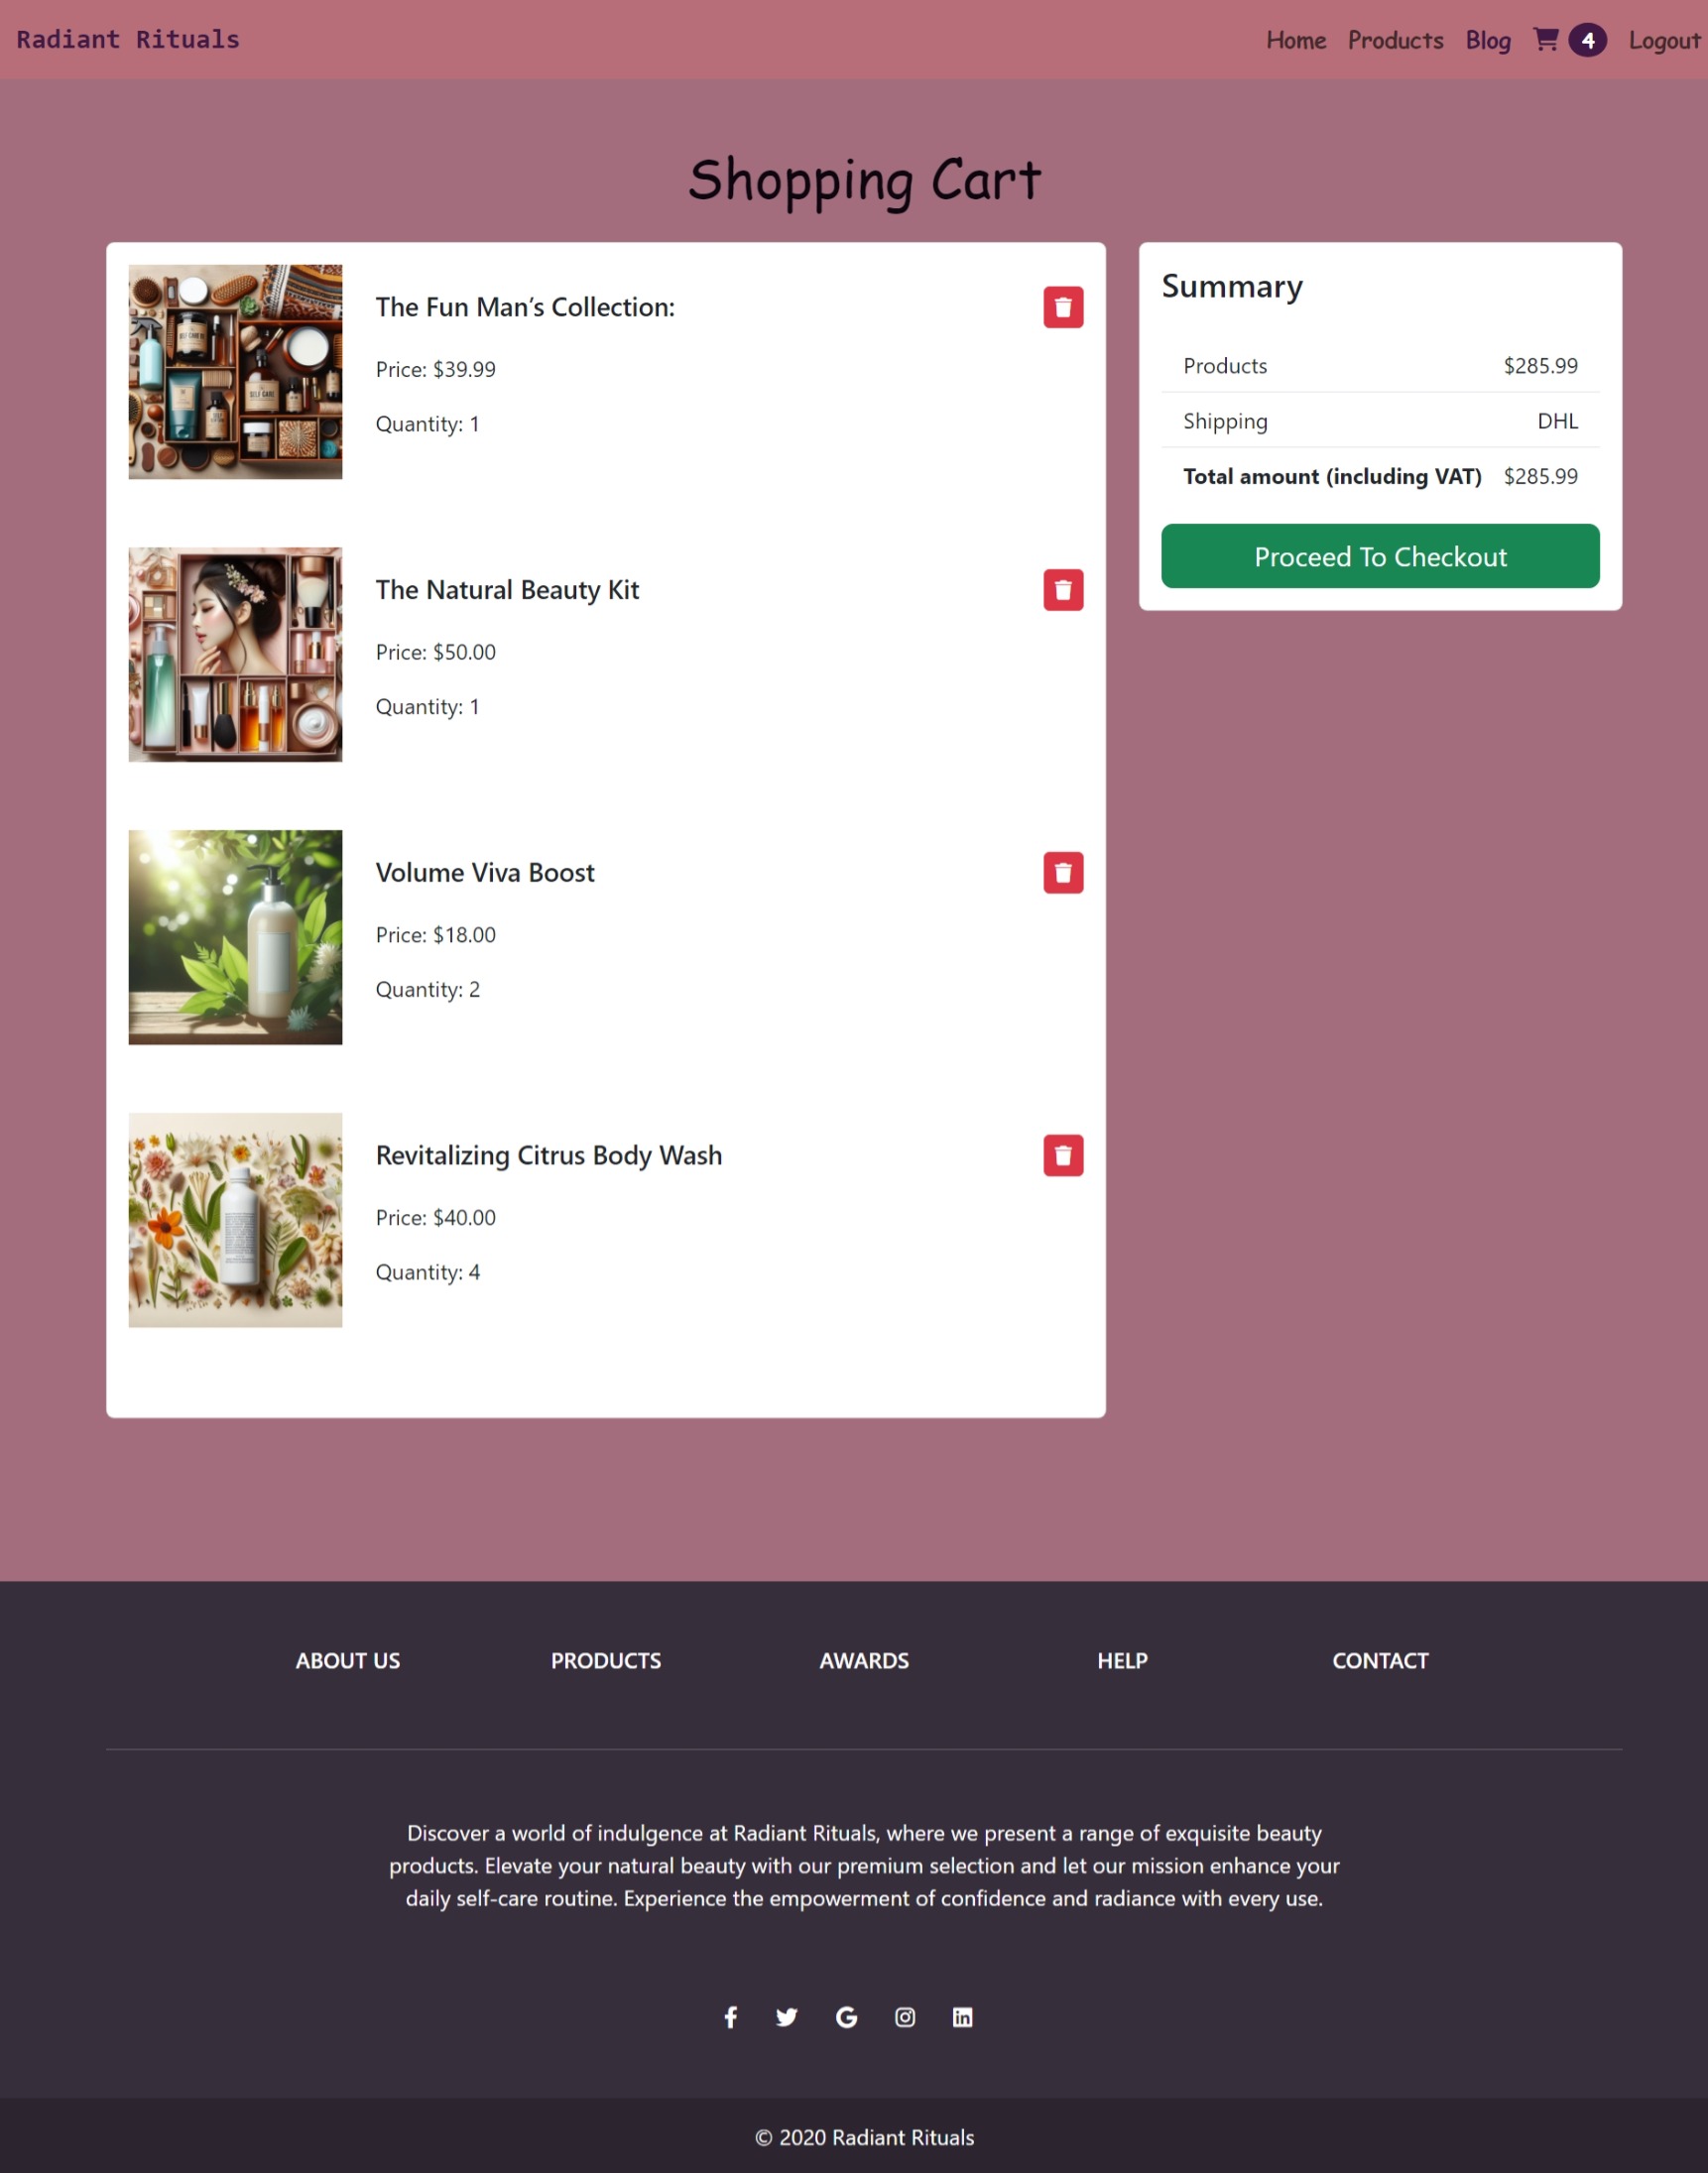 Radiant Rituals
Home Products Blog 4 Logout
Shopping Cart
The Fun Man’s Collection:
Price: $39.99
Quantity: 1
The Natural Beauty Kit
Price: $50.00
Quantity: 1
Volume Viva Boost
Price: $18.00
Quantity: 2
Revitalizing Citrus Body Wash
Price: $40.00
Quantity: 4
Summary
Products $285.99
Shipping DHL
Total amount (including VAT) $285.99
Proceed To Checkout
ABOUT US PRODUCTS AWARDS HELP CONTACT
Discover a world of indulgence at Radiant Rituals, where we present a range of exquisite beauty
products. Elevate your natural beauty with our premium selection and let our mission enhance your
daily self-care routine. Experience the empowerment of confidence and radiance with every use.
© 2020 Radiant Rituals